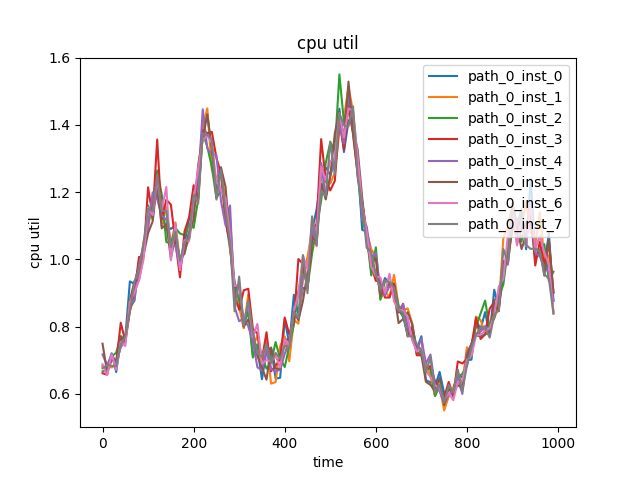 cpu util
1.6
1.4
1.2
1.0
0.8
0.6
cpu util
0
200
400
600
800
1000
time
path_0_inst_0
path_0_inst_1
path_0_inst_2
path_0_inst_3
path_0_inst_4
path_0_inst_5
path_0_inst_6
path_0_inst_7